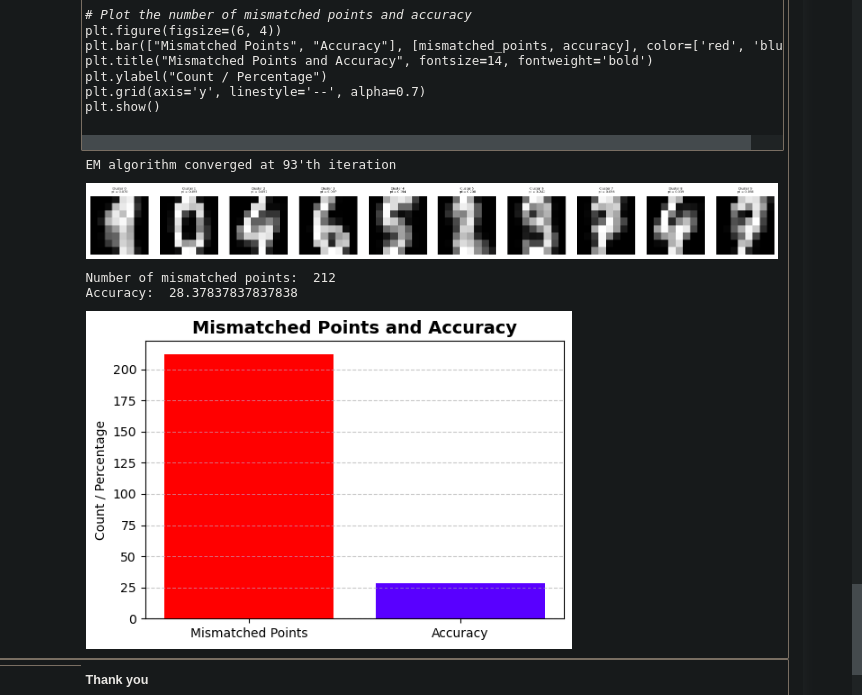 # Plot the number of mismatched points and accuracy
plt.figure(figsize=(6, 4))
plt.bar(["Mismatched Points", "Accuracy"], [mismatched_points, accuracy], color=['red', 'blu
plt.title("Mismatched Points and Accuracy", fontsize=14, fontweight='bold')
plt.ylabel("Count / Percentage")
plt.grid(axis='y', linestyle='--', alpha=0.7)
plt.show()
EM algorithm converged at 93'th iteration
Number of mismatched points:  212
Accuracy:  28.37837837837838
Mismatched Points and Accuracy
200
175
150
125
100
75
50
25
0
Count / Percentage
Mismatched Points
Accuracy
Thank you